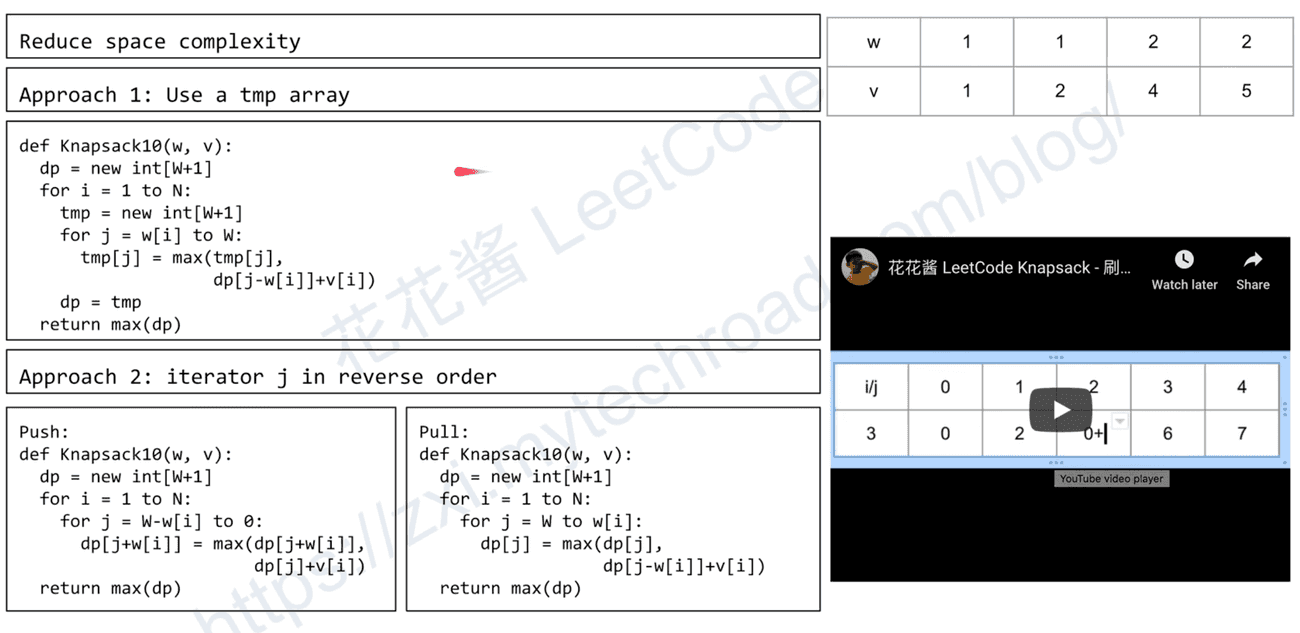 Reduce space complexity
Approach 1: Use a tmp array
def Knapsack10(w, v):
dp = new int[W+1]
for i = 1 to N:
tmp = new int[W+1]
for j = w[i] to W:
tmp[j] = max(tmp[j],
dp[j-w[i]]+v[i])
dp = tmp
return max(dp)
Approach 2: iterator j in reverse order
Push:
def Knapsack10(w, v):
dp = new int[W+1]
for i = 1 to N:
for j = W-w[i] to 0:
dp[j+w[i]] = max(dp[j+w[i]],
dp[j]+v[i])
return max(dp)
Pull:
def Knapsack10(w, v):
dp = new int[W+1]
for i = 1 to N:
for j = W to w[i]:
dp[j] = max(dp[j],
dp[j-w[i]]+v[i])
return max(dp)
w 1 1 2 2
v 1 2 4 5
花花酱 LeetCode Knapsack - 刷…
Watch later
Share
i/j 0 1 2 3 4
3 0 2 0+ 6 7
YouTube video player
花花酱 LeetCode
https://zxi.mytechroad.com/blog/